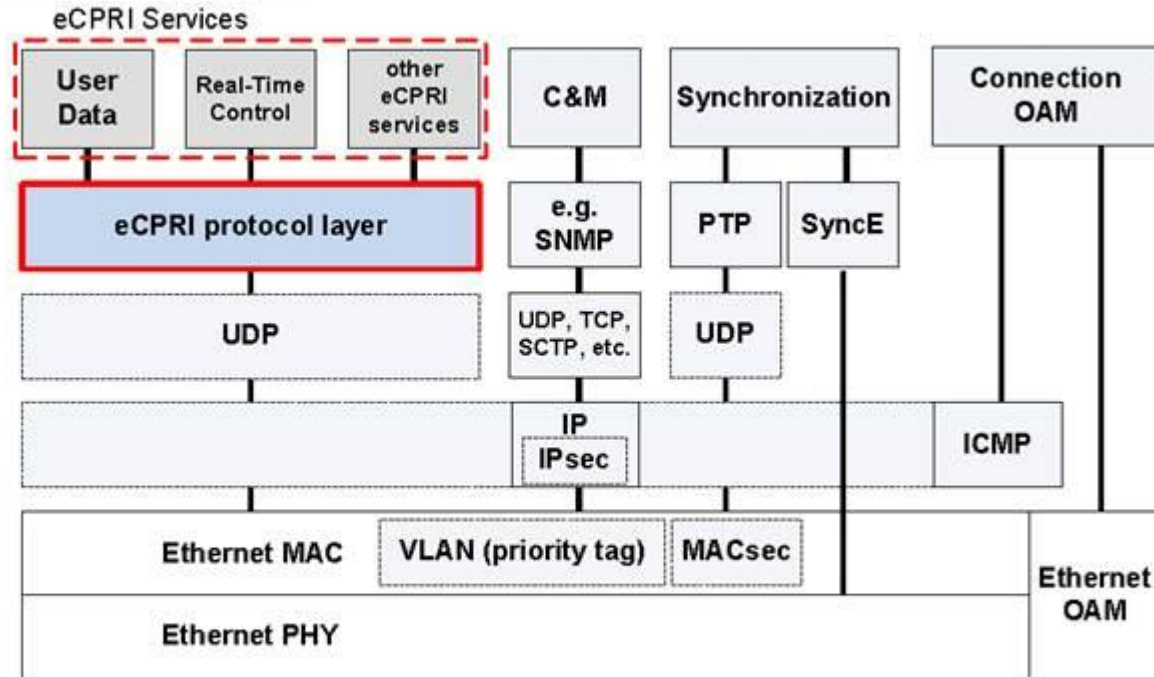 eCPRI Services
User
Data
Real-Time
Control
other
eCPRI
services
C&M
Synchronization
Connection
OAM
eCPRI protocol layer
e.g.
SNMP
PTP
SyncE
UDP
UDP, TCP,
SCTP, etc.
UDP
IP
IPsec
ICMP
Ethernet MAC
VLAN (priority tag)
MACsec
Ethernet
OAM
Ethernet PHY